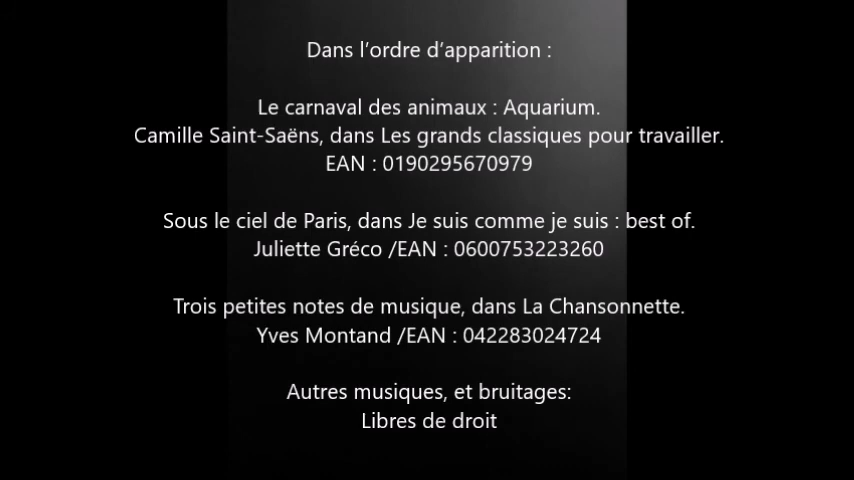 Dans l'ordre d'apparition :
Le carnaval des animaux : Aquarium.
Camille Saint-Saëns, dans Les grands classiques pour travailler.
EAN : 0190295670979
Sous le ciel de Paris, dans Je suis comme je suis : best of.
Juliette Gréco /EAN : 0600753223260
Trois petites notes de musique, dans La Chansonnette.
Yves Montand /EAN : 042283024724
Autres musiques, et bruitages:
Libres de droit